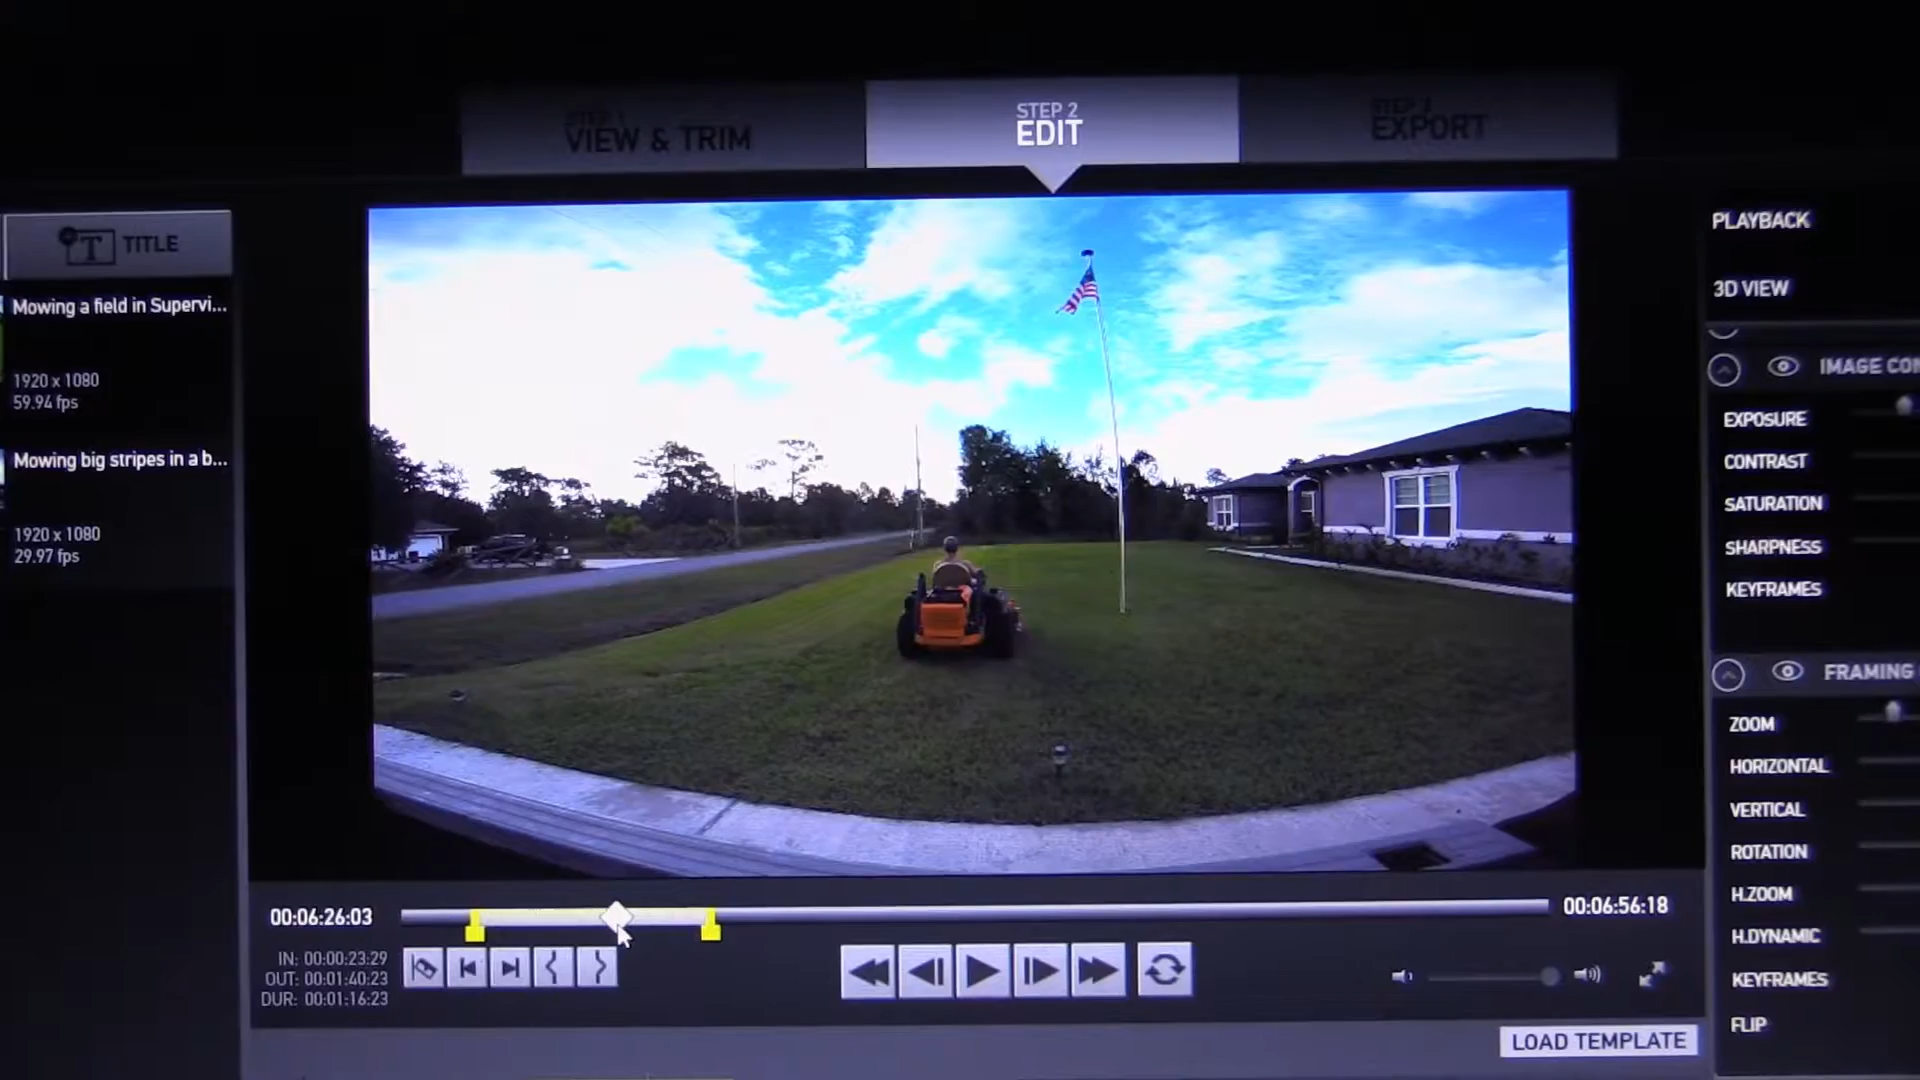 STEP 1
VIEW & TRIM
STEP 2
EDIT
STEP 3
EXPORT
T TITLE
Mowing a field in Supervi...
1920 x 1080
59.94 fps
Mowing big stripes in a b...
1920 x 1080
29.97 fps
PLAYBACK
3D VIEW
IMAGE CON
EXPOSURE
CONTRAST
SATURATION
SHARPNESS
KEYFRAMES
FRAMING
ZOOM
HORIZONTAL
VERTICAL
ROTATION
H.ZOOM
H.DYNAMIC
KEYFRAMES
FLIP
00:06:26:03
00:06:56:18
IN: 00:00:23:29
OUT: 00:01:40:23
DUR: 00:01:16:23
LOAD TEMPLATE